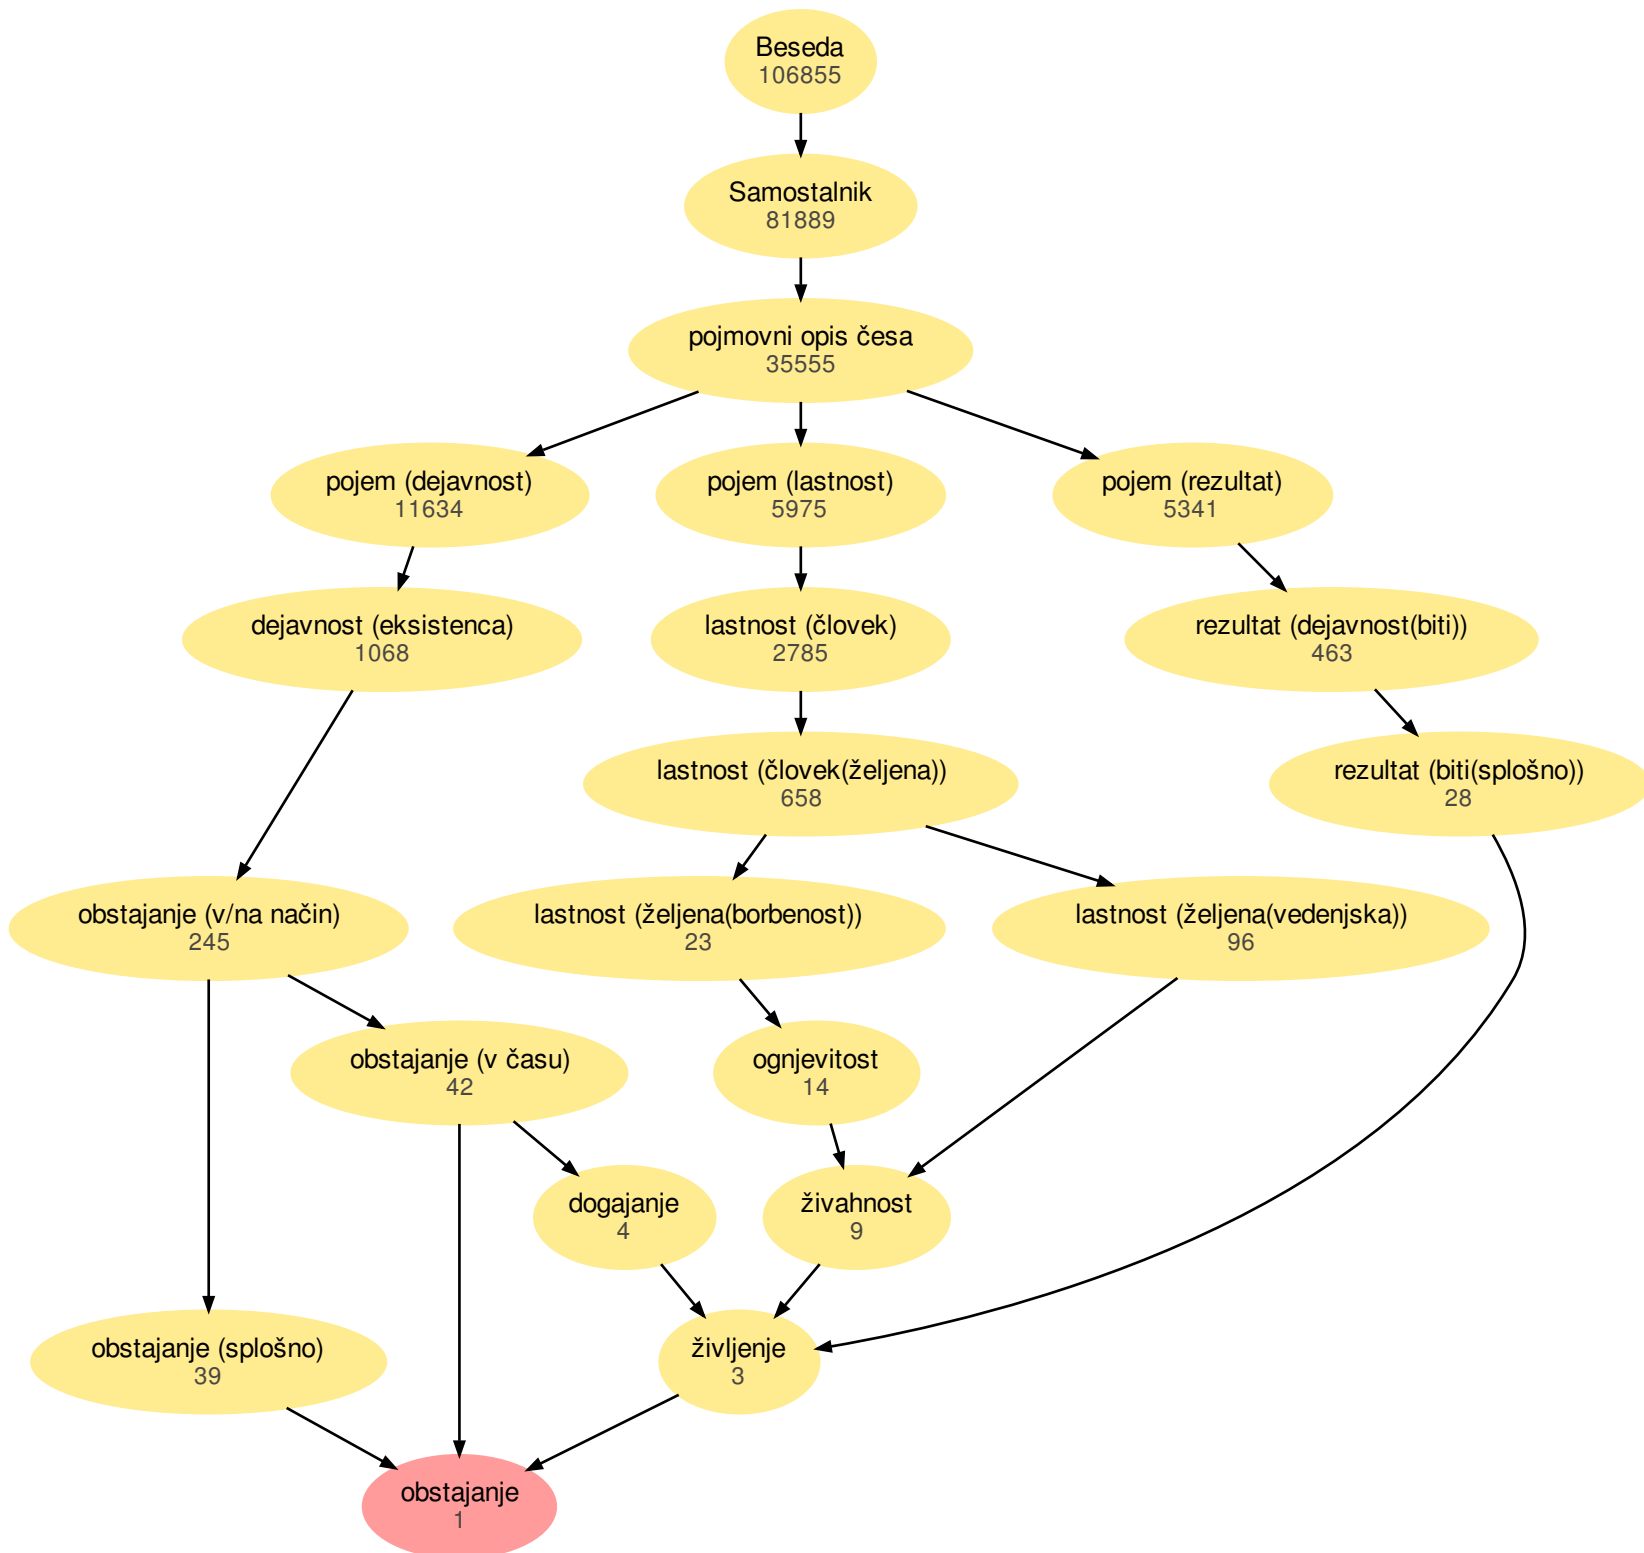 Beseda
106855
Samostalnik
81889
pojmovni opis česa
35555
pojem (dejavnost)
11634
pojem (lastnost)
5975
pojem (rezultat)
5341
dejavnost (eksistenca)
1068
lastnost (človek)
2785
rezultat (dejavnost(biti))
463
lastnost (človek(željena))
658
rezultat (biti(splošno))
28
obstajanje (v/na način)
245
lastnost (željena(borbenost))
23
lastnost (željena(vedenjska))
96
obstajanje (v času)
42
ognjevitost
14
dogajanje
4
živahnost
9
obstajanje (splošno)
39
življenje
3
obstajanje
1